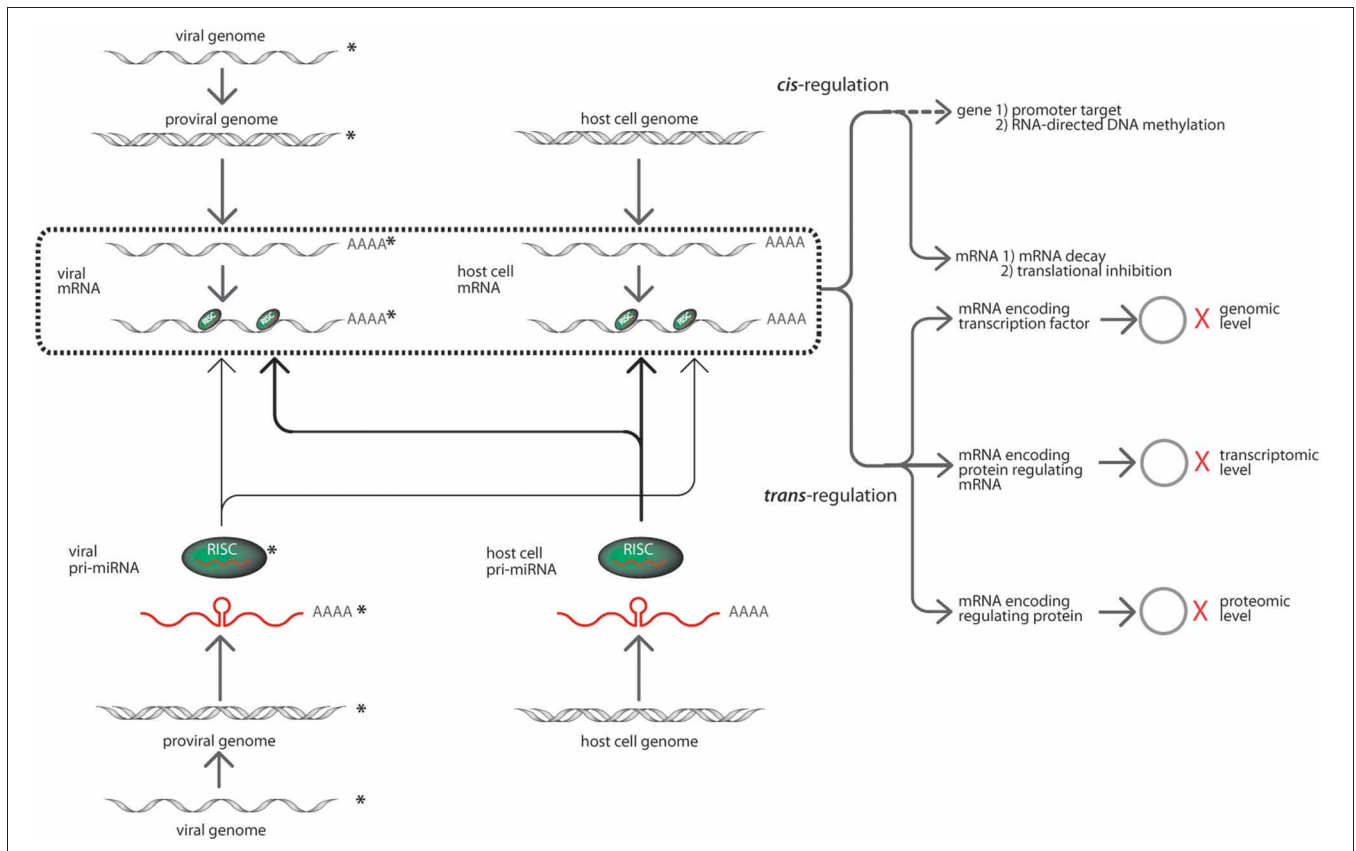 viral genome
*
proviral genome
*
host cell genome
AAAA*
AAAA
viral
mRNA
host cell
mRNA
RISC
RISC
AAAA*
RISC
RISC
AAAA
cis-regulation
gene 1) promoter target
2) RNA-directed DNA methylation
mRNA 1) mRNA decay
2) translational inhibition
mRNA encoding
transcription factor
X
genomic
level
mRNA encoding
protein regulating
mRNA
X
transcriptomic
level
trans-regulation
mRNA encoding
regulating protein
X
proteomic
level
viral
pri-miRNA
RISC
*
AAAA *
host cell
pri-miRNA
RISC
AAAA
*
proviral genome
host cell genome
*
viral genome